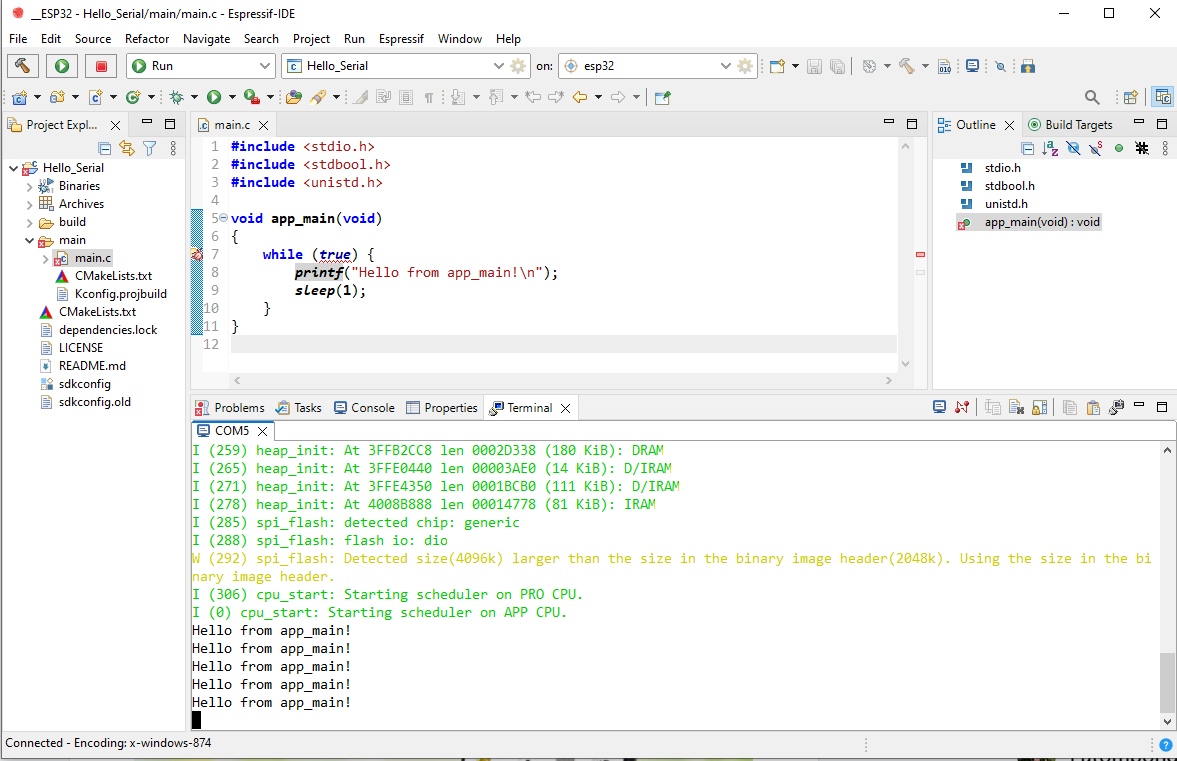 __ESP32 - Hello_Serial/main/main.c - Espressif-IDE
File Edit Source Refactor Navigate Search Project Run Espressif Window Help
Run Hello_Serial on: esp32
Project Expl...
Hello_Serial
Binaries
Archives
build
main
main.c
CMakeLists.txt
Kconfig.projbuild
CMakeLists.txt
dependencies.lock
LICENSE
README.md
sdkconfig
sdkconfig.old
main.c
1 #include <stdio.h>
2 #include <stdbool.h>
3 #include <unistd.h>
4
5 void app_main(void)
6 {
7 while (true) {
8 printf("Hello from app_main!\n");
9 sleep(1);
10 }
11 }
12
Outline Build Targets
stdio.h
stdbool.h
unistd.h
app_main(void) : void
Problems Tasks Console Properties Terminal
COM5
I (259) heap_init: At 3FFB2CC8 len 0002D338 (180 KiB): DRAM
I (265) heap_init: At 3FFE0440 len 00003AE0 (14 KiB): D/IRAM
I (271) heap_init: At 3FFE4350 len 0001BCB0 (111 KiB): D/IRAM
I (278) heap_init: At 4008B888 len 00014778 (81 KiB): IRAM
I (285) spi_flash: detected chip: generic
I (288) spi_flash: flash io: dio
W (292) spi_flash: Detected size(4096k) larger than the size in the binary image header(2048k). Using the size in the bi
nary image header.
I (306) cpu_start: Starting scheduler on PRO CPU.
I (0) cpu_start: Starting scheduler on APP CPU.
Hello from app_main!
Hello from app_main!
Hello from app_main!
Hello from app_main!
Hello from app_main!
Connected - Encoding: x-windows-874